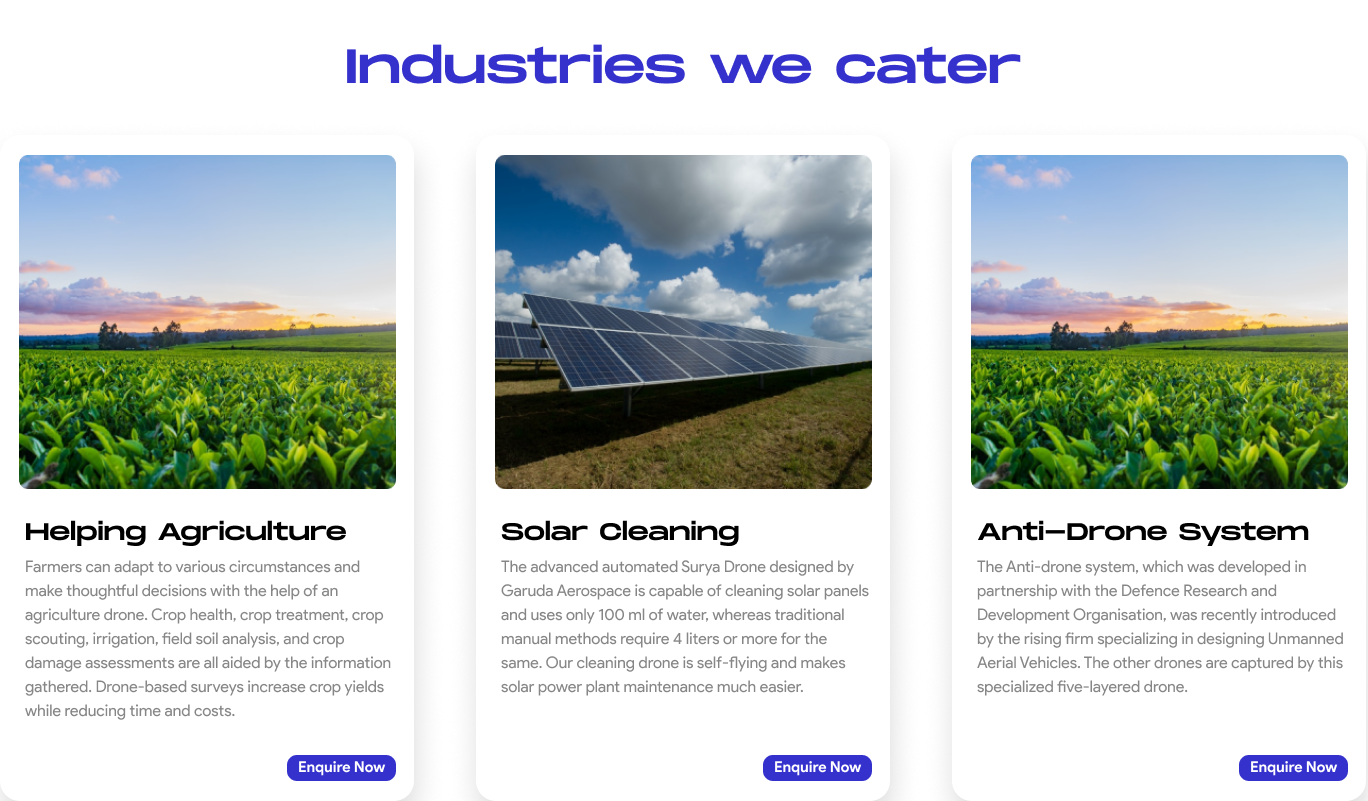 Industries we cater
Helping Agriculture
Farmers can adapt to various circumstances and
make thoughtful decisions with the help of an
agriculture drone. Crop health, crop treatment, crop
scouting, irrigation, field soil analysis, and crop
damage assessments are all aided by the information
gathered. Drone-based surveys increase crop yields
while reducing time and costs.
Enquire Now
Solar Cleaning
The advanced automated Surya Drone designed by
Garuda Aerospace is capable of cleaning solar panels
and uses only 100 ml of water, whereas traditional
manual methods require 4 liters or more for the
same. Our cleaning drone is self-flying and makes
solar power plant maintenance much easier.
Enquire Now
Anti-Drone System
The Anti-drone system, which was developed in
partnership with the Defence Research and
Development Organisation, was recently introduced
by the rising firm specializing in designing Unmanned
Aerial Vehicles. The other drones are captured by this
specialized five-layered drone.
Enquire Now